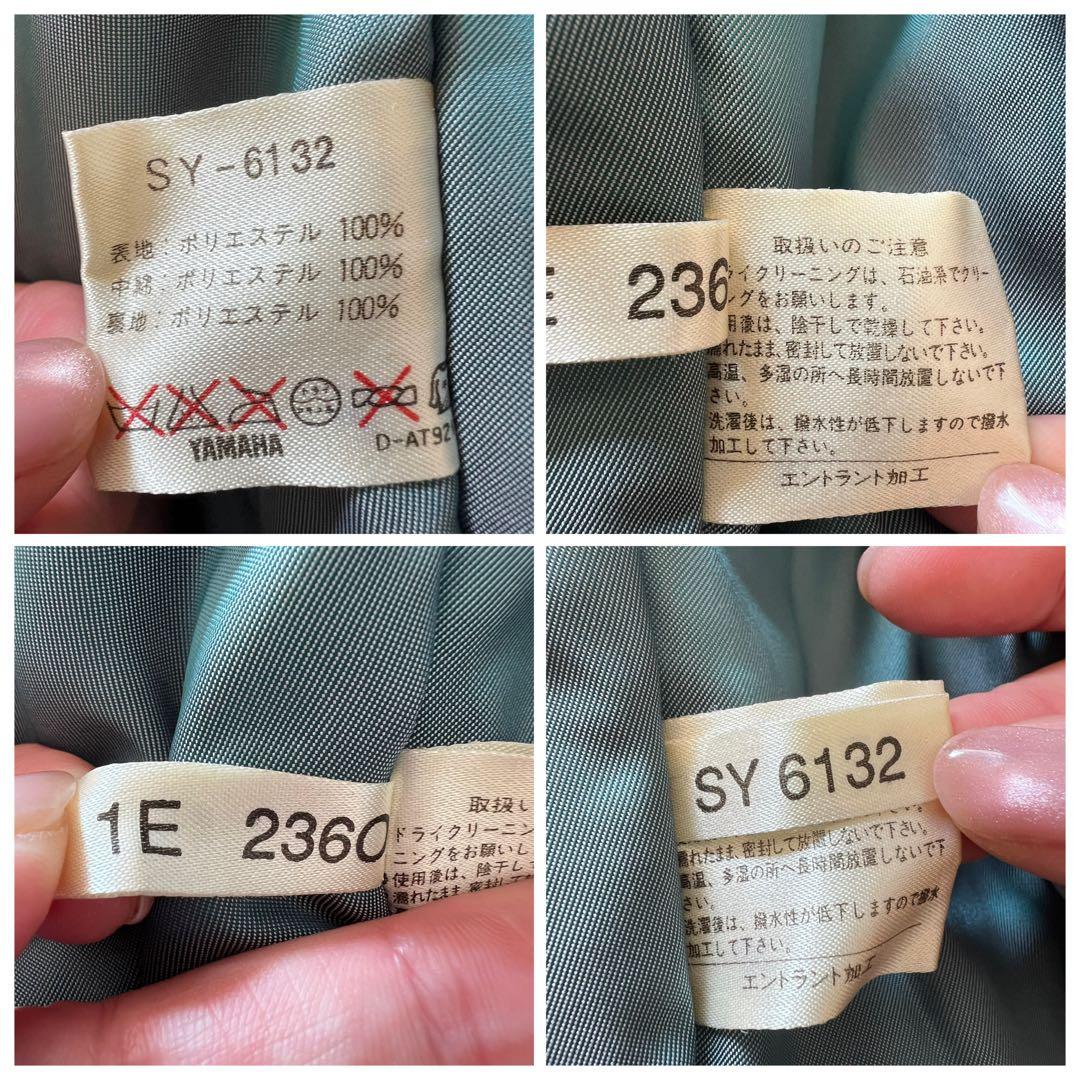 SY-6132
表地:ポリエステル 100%
中綿:ポリエステル 100%
裏地:ポリエステル 100%
YAMAHA
D-AT92
E 236
取扱いのご注意
ライクリーニングは、石油系でクリー
ングをお願いします。
用後は、陰干しで乾燥して下さい。
濡れたまま、密封して放置しないで下さい。
高温、多湿の所へ長時間放置しないで下
さい。
洗濯後は、撥水性が低下しますので撥水
加工して下さい。
エントラント加工
1E 2360
取扱い
ドライクリーニン
ニングをお願いし
使用後は、陰干して
濡れたまま、密封して
SY 6132
濡れたまま、密封して放置しないで下さい。
高温、多湿の所へ長時間放置しないで下
さい。
洗濯後は、撥水性が低下しますので撥水
加工して下さい。
エントラント加工